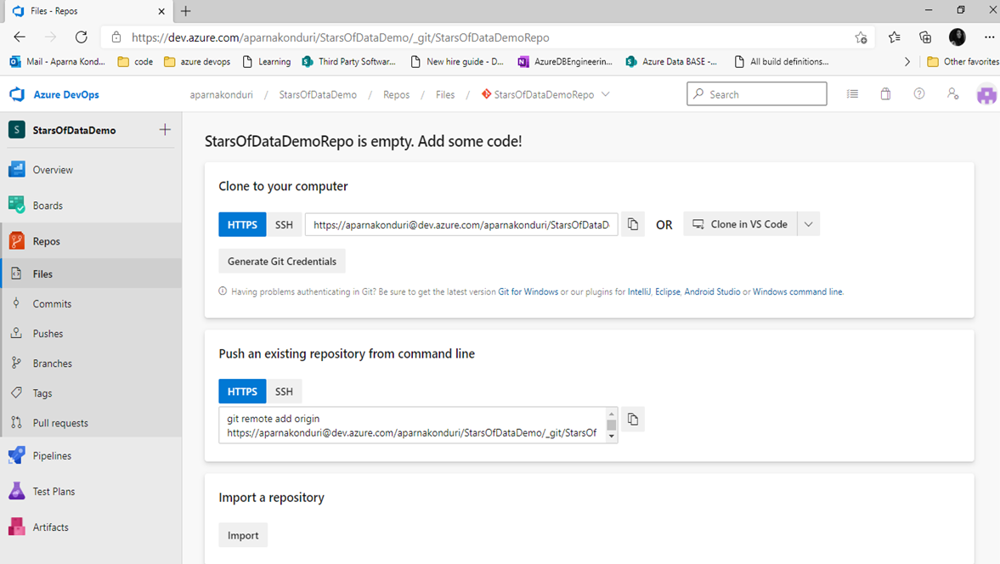 Files - Repos
https://dev.azure.com/aparnakonduri/StarsOfDataDemo/_git/StarsOfDataDemoRepo
Mail - Aparna Kond... code azure devops Learning Third Party Softwar... New hire guide - D... AzureDBEngineerin... Azure Data BASE -... All build definitions... Other favorites
Azure DevOps aparnakonduri / StarsOfDataDemo / Repos / Files / StarsOfDataDemoRepo Search
S StarsOfDataDemo
Overview
Boards
Repos
Files
Commits
Pushes
Branches
Tags
Pull requests
Pipelines
Test Plans
Artifacts
StarsOfDataDemoRepo is empty. Add some code!
Clone to your computer
HTTPS SSH https://aparnakonduri@dev.azure.com/aparnakonduri/StarsOfDataD OR Clone in VS Code
Generate Git Credentials
Having problems authenticating in Git? Be sure to get the latest version Git for Windows or our plugins for IntelliJ, Eclipse, Android Studio or Windows command line.
Push an existing repository from command line
HTTPS SSH
git remote add origin
https://aparnakonduri@dev.azure.com/aparnakonduri/StarsOfDataDemo/_git/StarsOf
Import a repository
Import